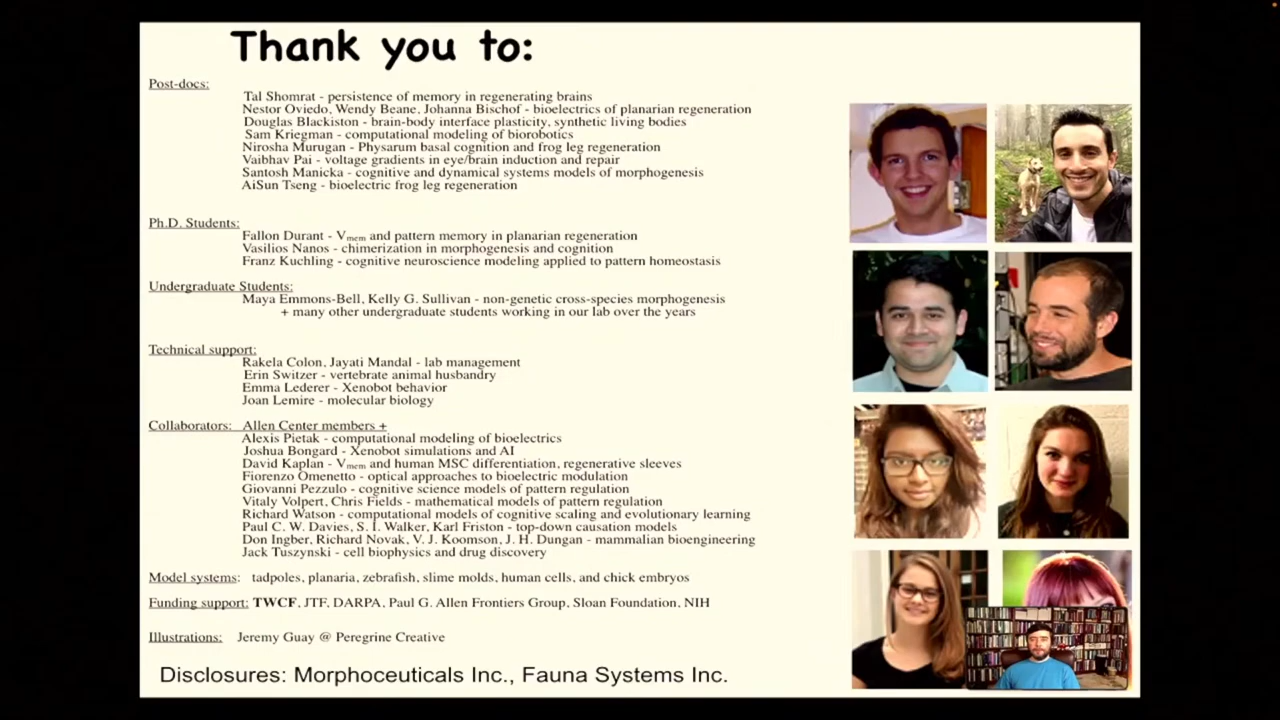 Thank you to:
Post-docs:
Tal Shomrat - persistence of memory in regenerating brains
Nestor Oviedo, Wendy Beane, Johanna Bischof - bioelectrics of planarian regeneration
Douglas Blackiston - brain-body interface plasticity, synthetic living bodies
Sam Kriegman - computational modeling of biorobotics
Nirosha Murugan - Physarum basal cognition and frog leg regeneration
Vaibhav Pai - voltage gradients in eye/brain induction and repair
Santosh Manicka - cognitive and dynamical systems models of morphogenesis
AiSun Tseng - bioelectric frog leg regeneration
Ph.D. Students:
Fallon Durant - Vmem and pattern memory in planarian regeneration
Vasilios Nanos - chimerization in morphogenesis and cognition
Franz Kuchling - cognitive neuroscience modeling applied to pattern homeostasis
Undergraduate Students:
Maya Emmons-Bell, Kelly G. Sullivan - non-genetic cross-species morphogenesis
+ many other undergraduate students working in our lab over the years
Technical support:
Rakela Colon, Jayati Mandal - lab management
Erin Switzer - vertebrate animal husbandry
Emma Lederer - Xenobot behavior
Joan Lemire - molecular biology
Collaborators: Allen Center members +
Alexis Pietak - computational modeling of bioelectrics
Joshua Bongard - Xenobot simulations and AI
David Kaplan - Vmem and human MSC differentiation, regenerative sleeves
Fiorenzo Omenetto - optical approaches to bioelectric modulation
Giovanni Pezzulo - cognitive science models of pattern regulation
Vitaly Volpert, Chris Fields - mathematical models of pattern regulation
Richard Watson - computational models of cognitive scaling and evolutionary learning
Paul C. W. Davies, S. I. Walker, Karl Friston - top-down causation models
Don Ingber, Richard Novak, V. J. Koomson, J. H. Dungan - mammalian bioengineering
Jack Tuszynski - cell biophysics and drug discovery
Model systems: tadpoles, planaria, zebrafish, slime molds, human cells, and chick embryos
Funding support: TWCF, JTF, DARPA, Paul G. Allen Frontiers Group, Sloan Foundation, NIH
Illustrations: Jeremy Guay @ Peregrine Creative
Disclosures: Morphoceuticals Inc., Fauna Systems Inc.